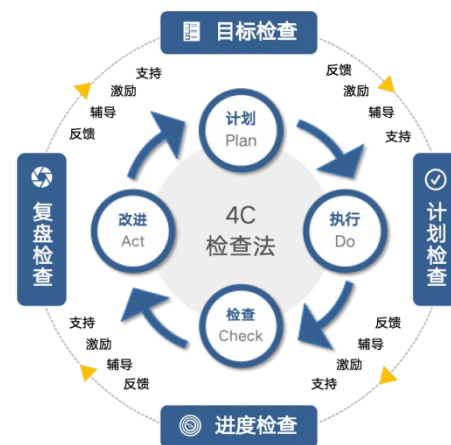 目标检查
支持
激励
辅导
反馈
反馈
激励
辅导
支持
计划
Plan
复盘检查
改进
Act
4C
检查法
执行
Do
计划检查
检查
Check
支持
激励
辅导
反馈
反馈
辅导
激励
支持
进度检查